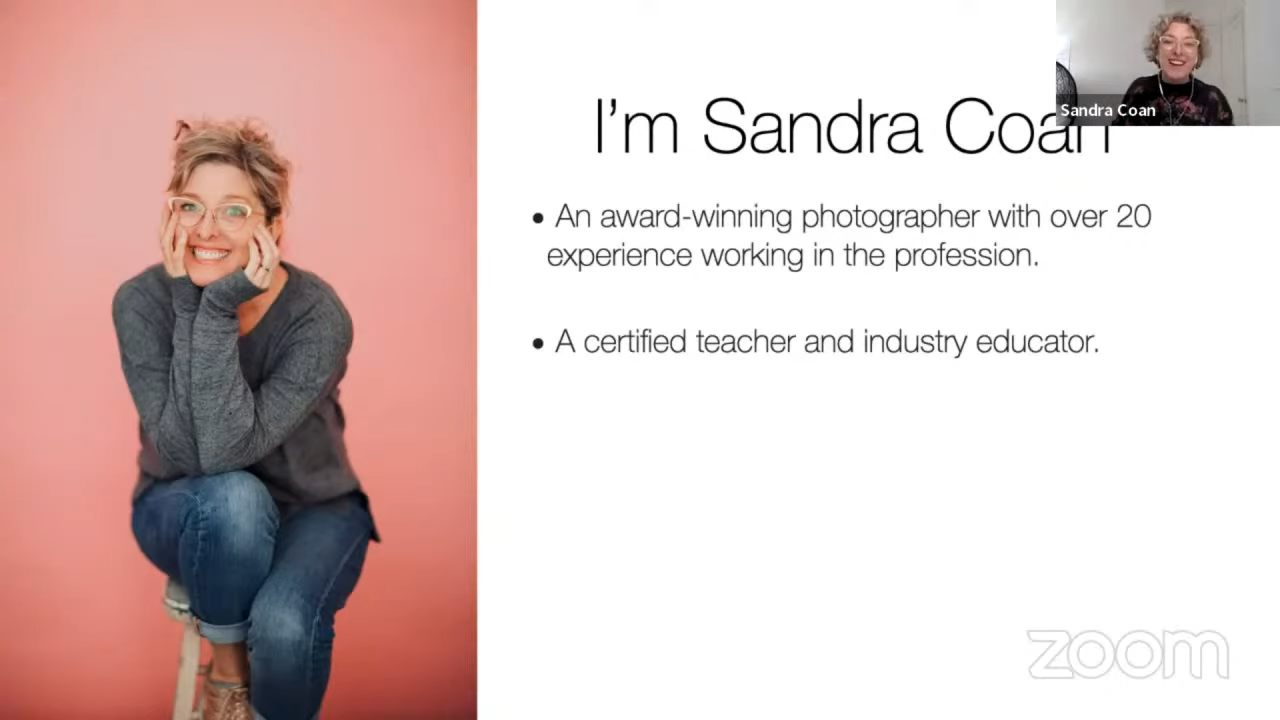 I'm Sandra Coan
Sandra Coan
• An award-winning photographer with over 20
experience working in the profession.
• A certified teacher and industry educator.
zoom